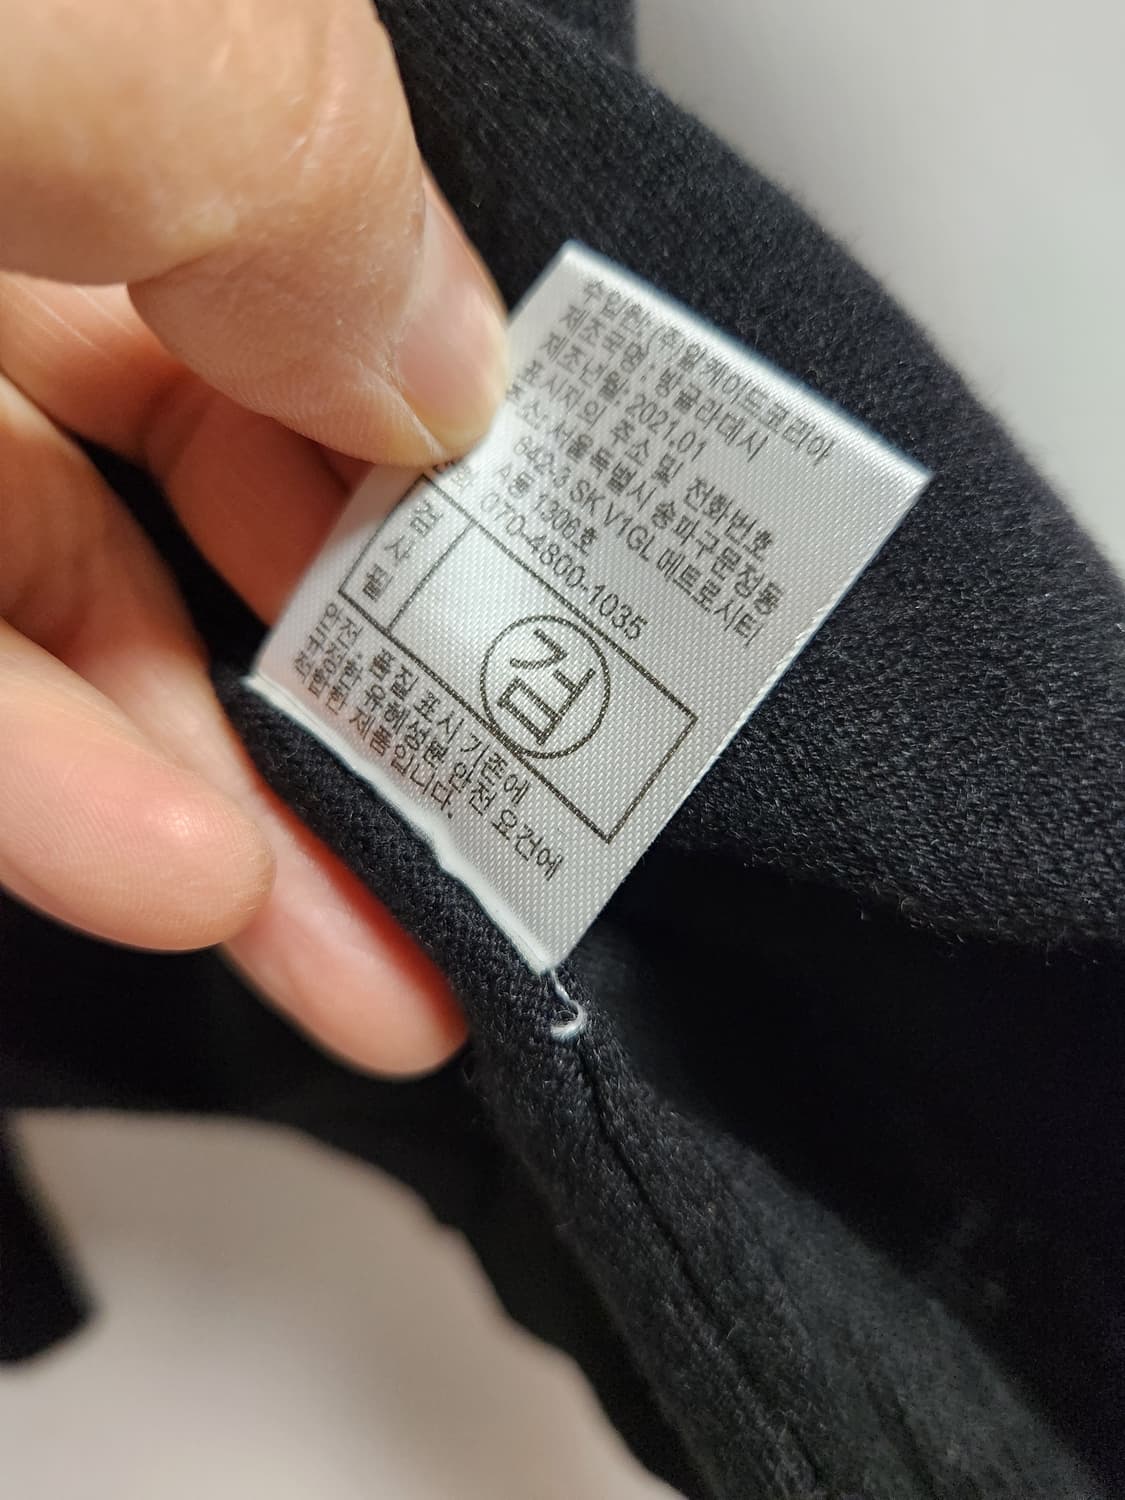 수입원: ㈜월케이드코리아
제조국명: 방글라데시
제조년월: 2021.01
표시자의 주소 및 전화번호
주소: 서울특별시 송파구문정동
642-3 SK V1GL 메트로시티
A동 1306호
070-4800-1035
검사필
검
안전, 품질 표시 기준에
규정한 유해성분 안전 요건에
적합한 제품입니다.